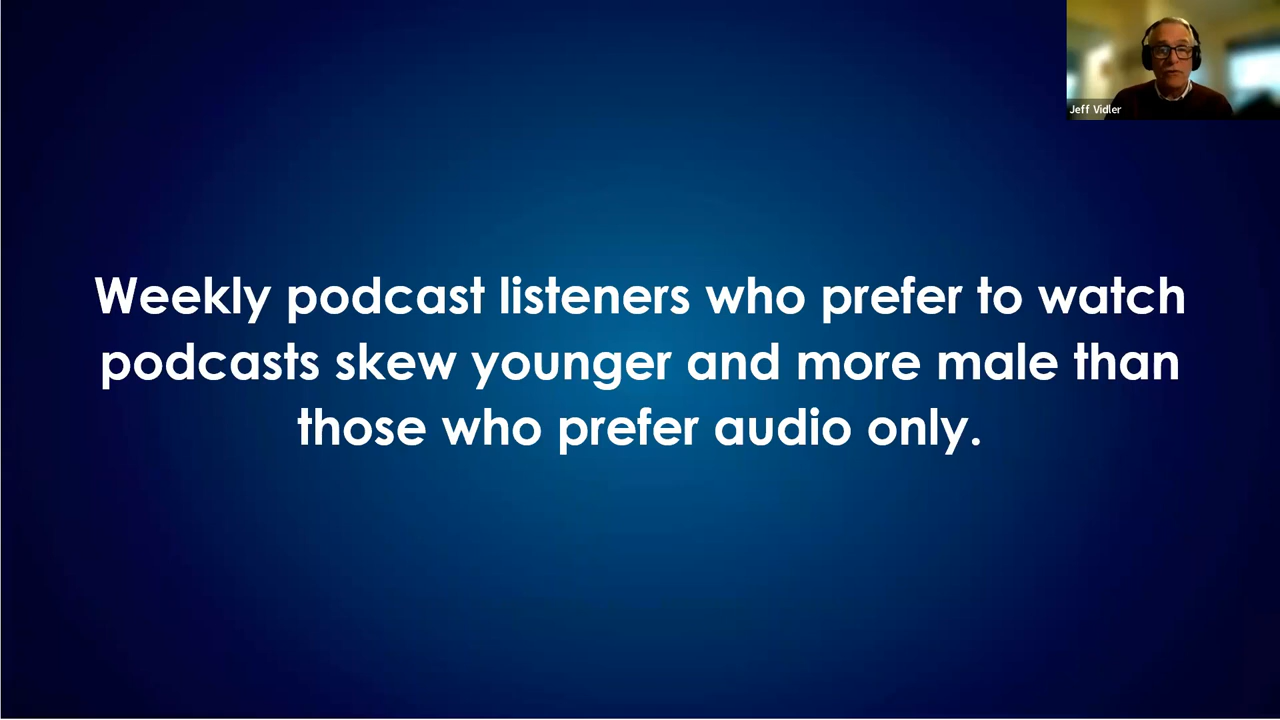 Jeff Vidler
Weekly podcast listeners who prefer to watch
podcasts skew younger and more male than
those who prefer audio only.